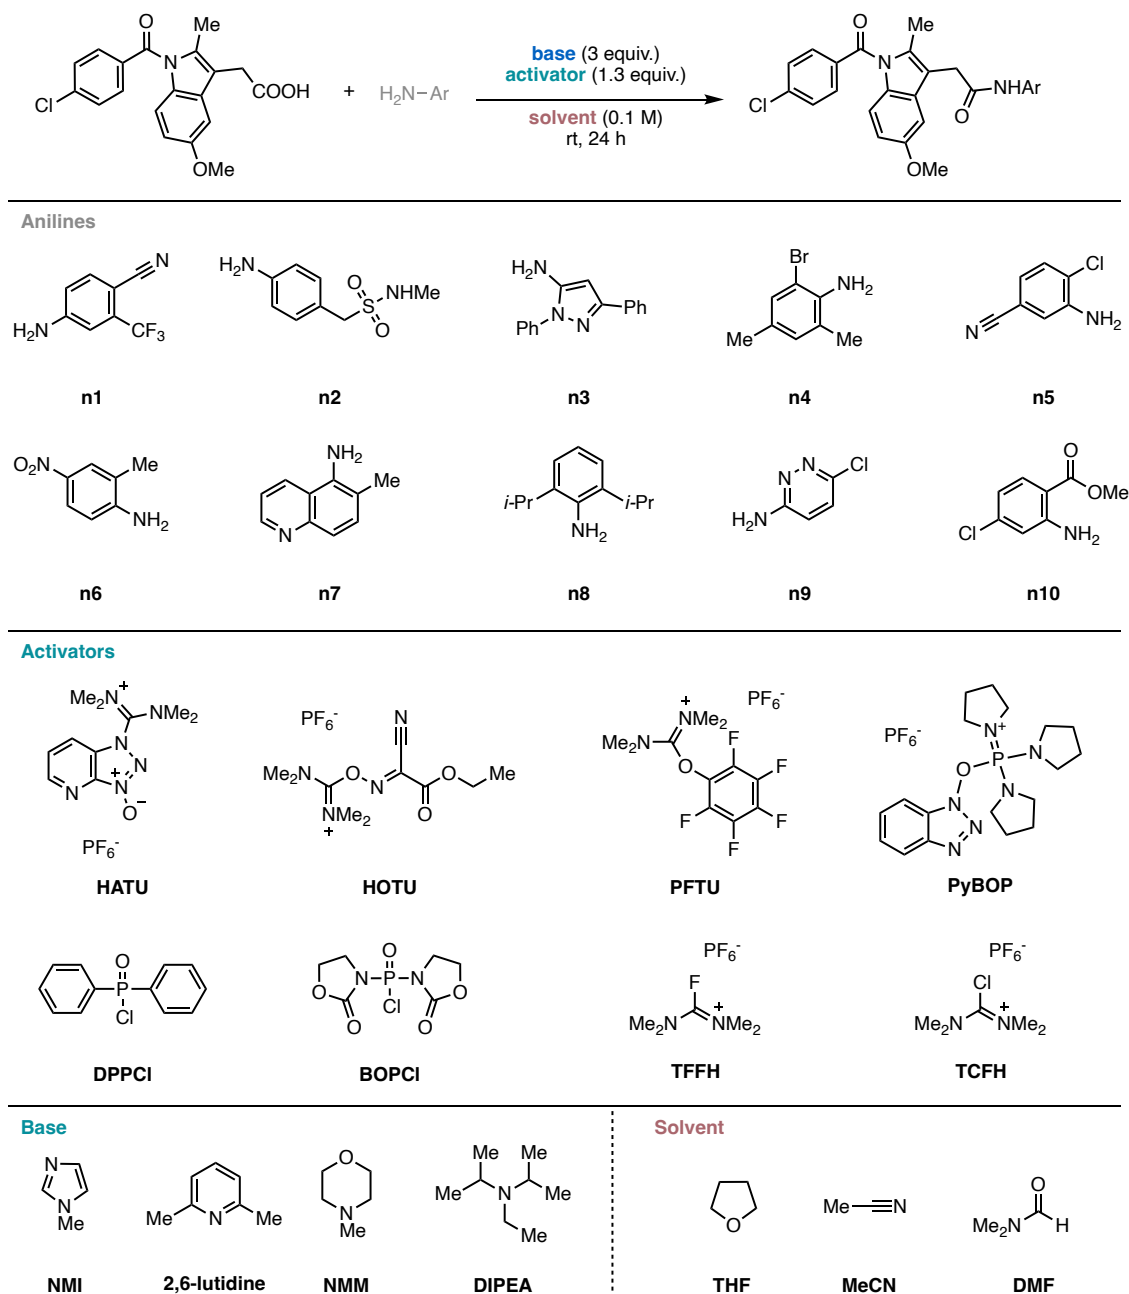 O
Me
N
Cl
COOH
OMe
+
H₂N–Ar
base (3 equiv.)
activator (1.3 equiv.)
solvent (0.1 M)
rt, 24 h
O
Me
N
Cl
NHAr
O
OMe
Anilines
N
H₂N
CF₃
n1
H₂N
O
S
O
NHMe
n2
H₂N
Ph
N
N
Ph
n3
Br
NH₂
Me
Me
n4
Cl
N
NH₂
n5
O₂N
Me
NH₂
n6
NH₂
Me
N
n7
i-Pr
i-Pr
NH₂
n8
N
N
Cl
H₂N
n9
O
OMe
Cl
NH₂
n10
Activators
+
Me₂N
NMe₂
N
+
N
N
N
O⁻
PF₆⁻
HATU
PF₆⁻
N
Me₂N
O
N
O
Me
NMe₂
+
O
HOTU
PF₆⁻
+
NMe₂
Me₂N
O
F
F
F
F
F
PFTU
PF₆⁻
N⁺
P
N
O
N
N
N
N
PyBOP
O
P
Cl
DPPCl
O
N
P
N
O
Cl
O
O
O
BOPCl
PF₆⁻
F
+
Me₂N
NMe₂
TFFH
PF₆⁻
Cl
+
Me₂N
NMe₂
TCFH
Base
N
N
Me
NMI
Me
N
Me
2,6-lutidine
O
N
Me
NMM
Me
Me
Me
N
Me
Me
DIPEA
Solvent
O
THF
Me
N
MeCN
O
Me₂N
H
DMF